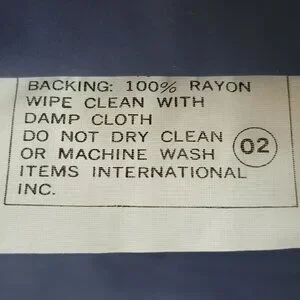 BACKING: 100% RAYON
WIPE CLEAN WITH
DAMP CLOTH
DO NOT DRY CLEAN
OR MACHINE WASH
02
ITEMS INTERNATIONAL
INC.